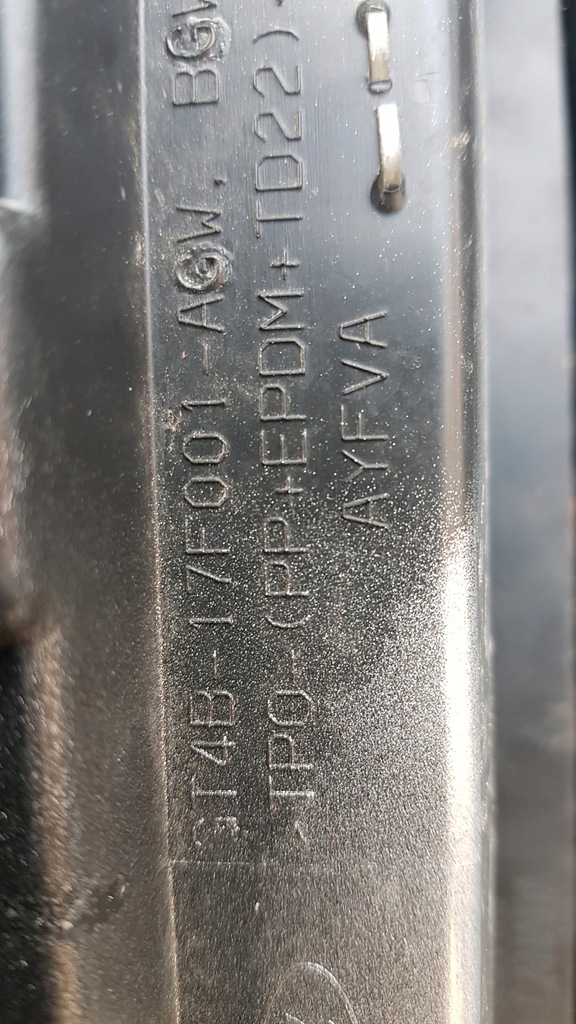 GT4B-17F001-AGW, BGW
>TPO-(PP+EPDM+TD22)<
AYFVA